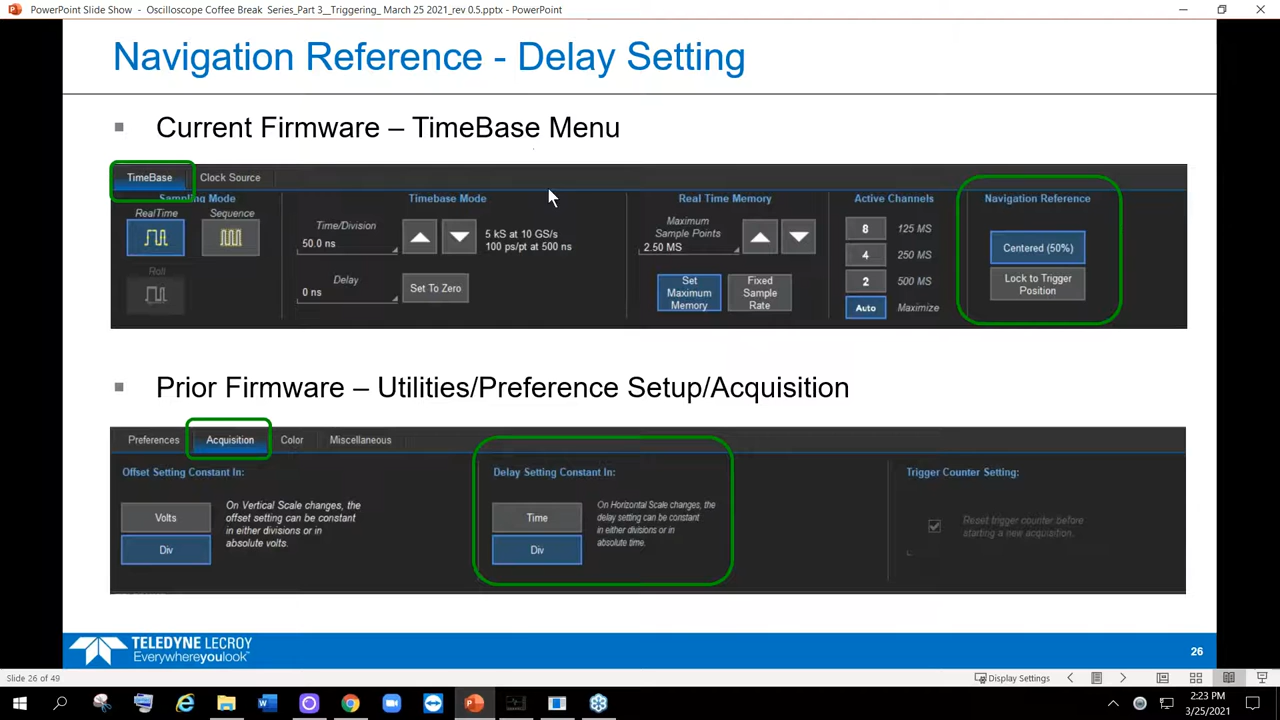 PowerPoint Slide Show - Oscilloscope Coffee Break Series_Part 3__Triggering_ March 25 2021_rev 0.5.pptx - PowerPoint
Navigation Reference - Delay Setting
Current Firmware – TimeBase Menu
TimeBase
Clock Source
Sampling Mode
RealTime
Sequence
Roll
Timebase Mode
Time/Division
50.0 ns
5 kS at 10 GS/s
100 ps/pt at 500 ns
Delay
0 ns
Set To Zero
Real Time Memory
Maximum
Sample Points
2.50 MS
Set
Maximum
Memory
Fixed
Sample
Rate
Active Channels
8 125 MS
4 250 MS
2 500 MS
Auto Maximize
Navigation Reference
Centered (50%)
Lock to Trigger
Position
Prior Firmware – Utilities/Preference Setup/Acquisition
Preferences
Acquisition
Color
Miscellaneous
Offset Setting Constant In:
Volts
Div
On Vertical Scale changes, the
offset setting can be constant
in either divisions or in
absolute volts.
Delay Setting Constant In:
Time
Div
On Horizontal Scale changes, the
delay setting can be constant
in either divisions or in
absolute time.
Trigger Counter Setting:
Reset trigger counter before
starting a new acquisition.
TELEDYNE LECROY
Everywhereyoulook
26
Slide 26 of 49
Display Settings
2:23 PM
3/25/2021